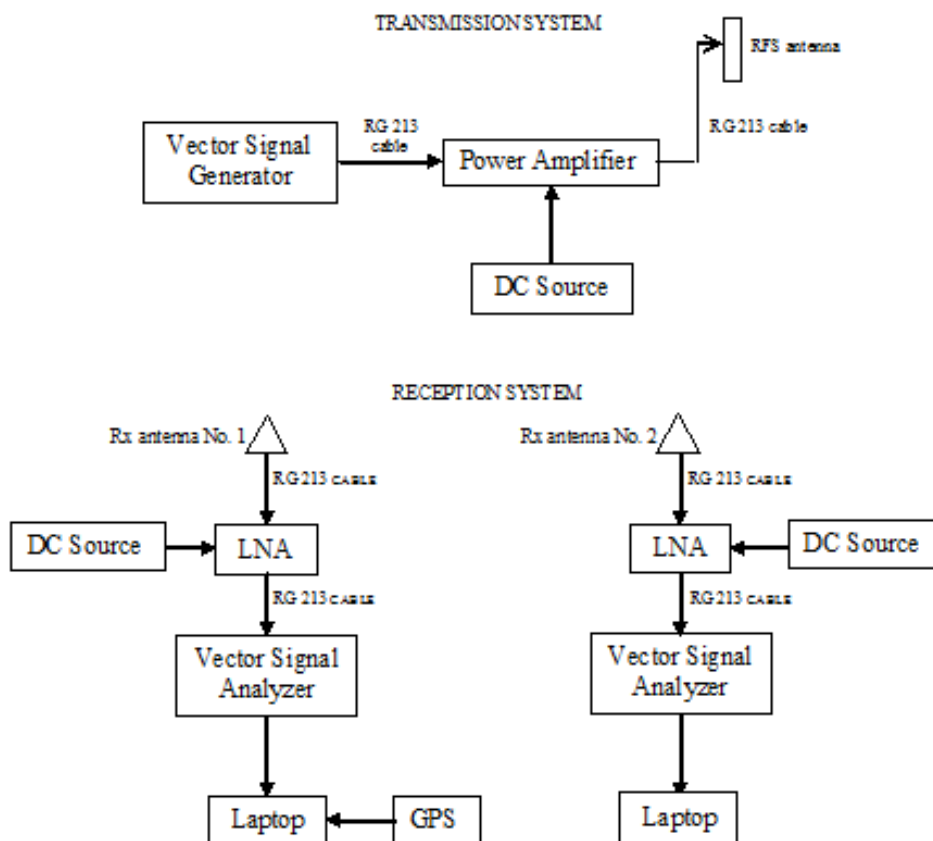 TRANSMISSION SYSTEM
RFS antenna
RG 213
cable
RG 213 cable
Vector Signal
Generator
Power Amplifier
DC Source
RECEPTION SYSTEM
Rx antenna No. 1
RG 213 CABLE
DC Source
LNA
RG 213 CABLE
Vector Signal
Analyzer
Laptop
GPS
Rx antenna No. 2
RG 213 CABLE
LNA
DC Source
RG 213 CABLE
Vector Signal
Analyzer
Laptop